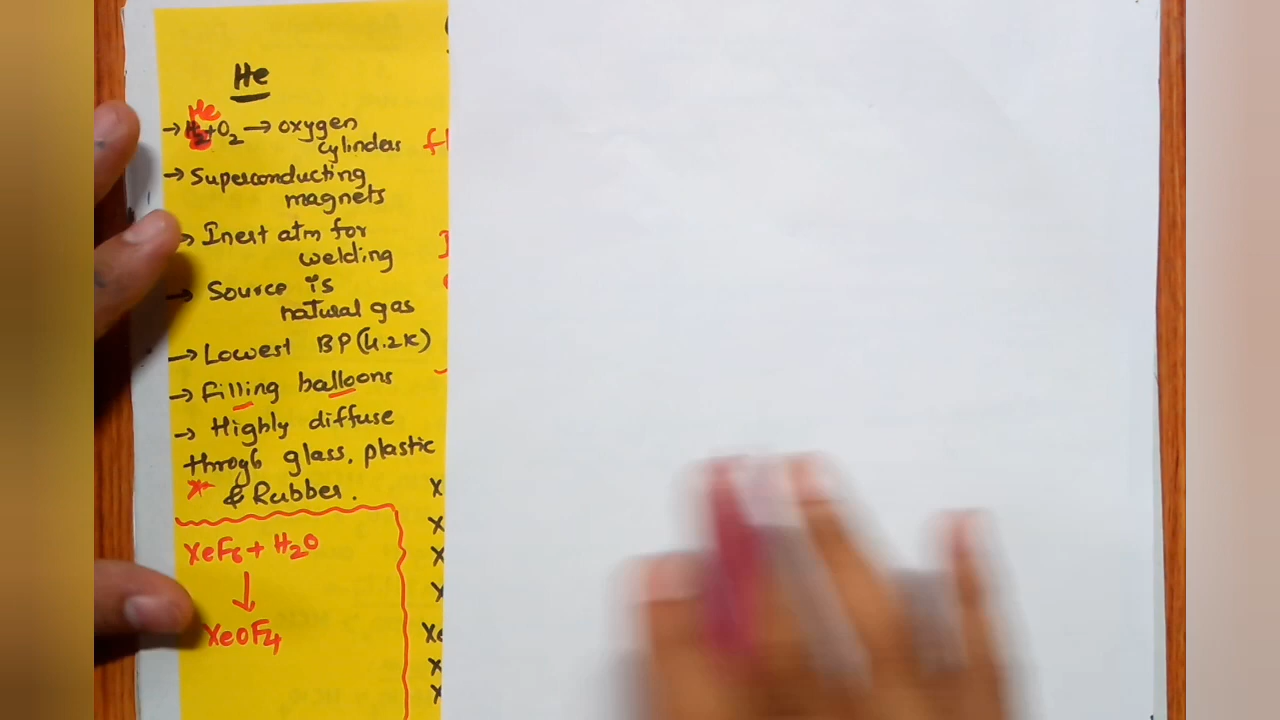 He
He
→ H2+O2 → oxygen
cylinders
→ Superconducting
magnets
→ Inert atm for
welding
→ Source is
natural gas
→ Lowest BP (4.2K)
→ Filling balloons
→ Highly diffuse
through glass, plastic
& Rubber.
XeF6 + H2O
↓
XeOF4